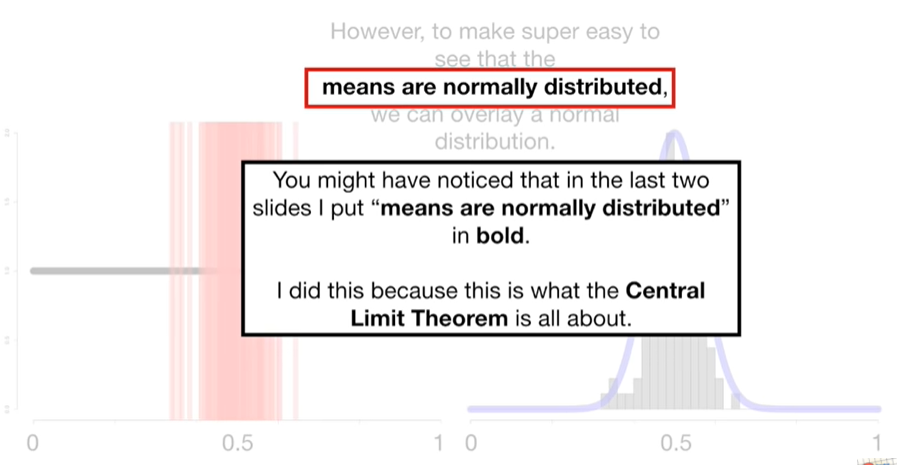 However, to make super easy to
see that the
means are normally distributed,
we can overlay a normal
distribution.
You might have noticed that in the last two
slides I put “means are normally distributed”
in bold.
I did this because this is what the Central
Limit Theorem is all about.
0
0.5
1
0
0.5
1